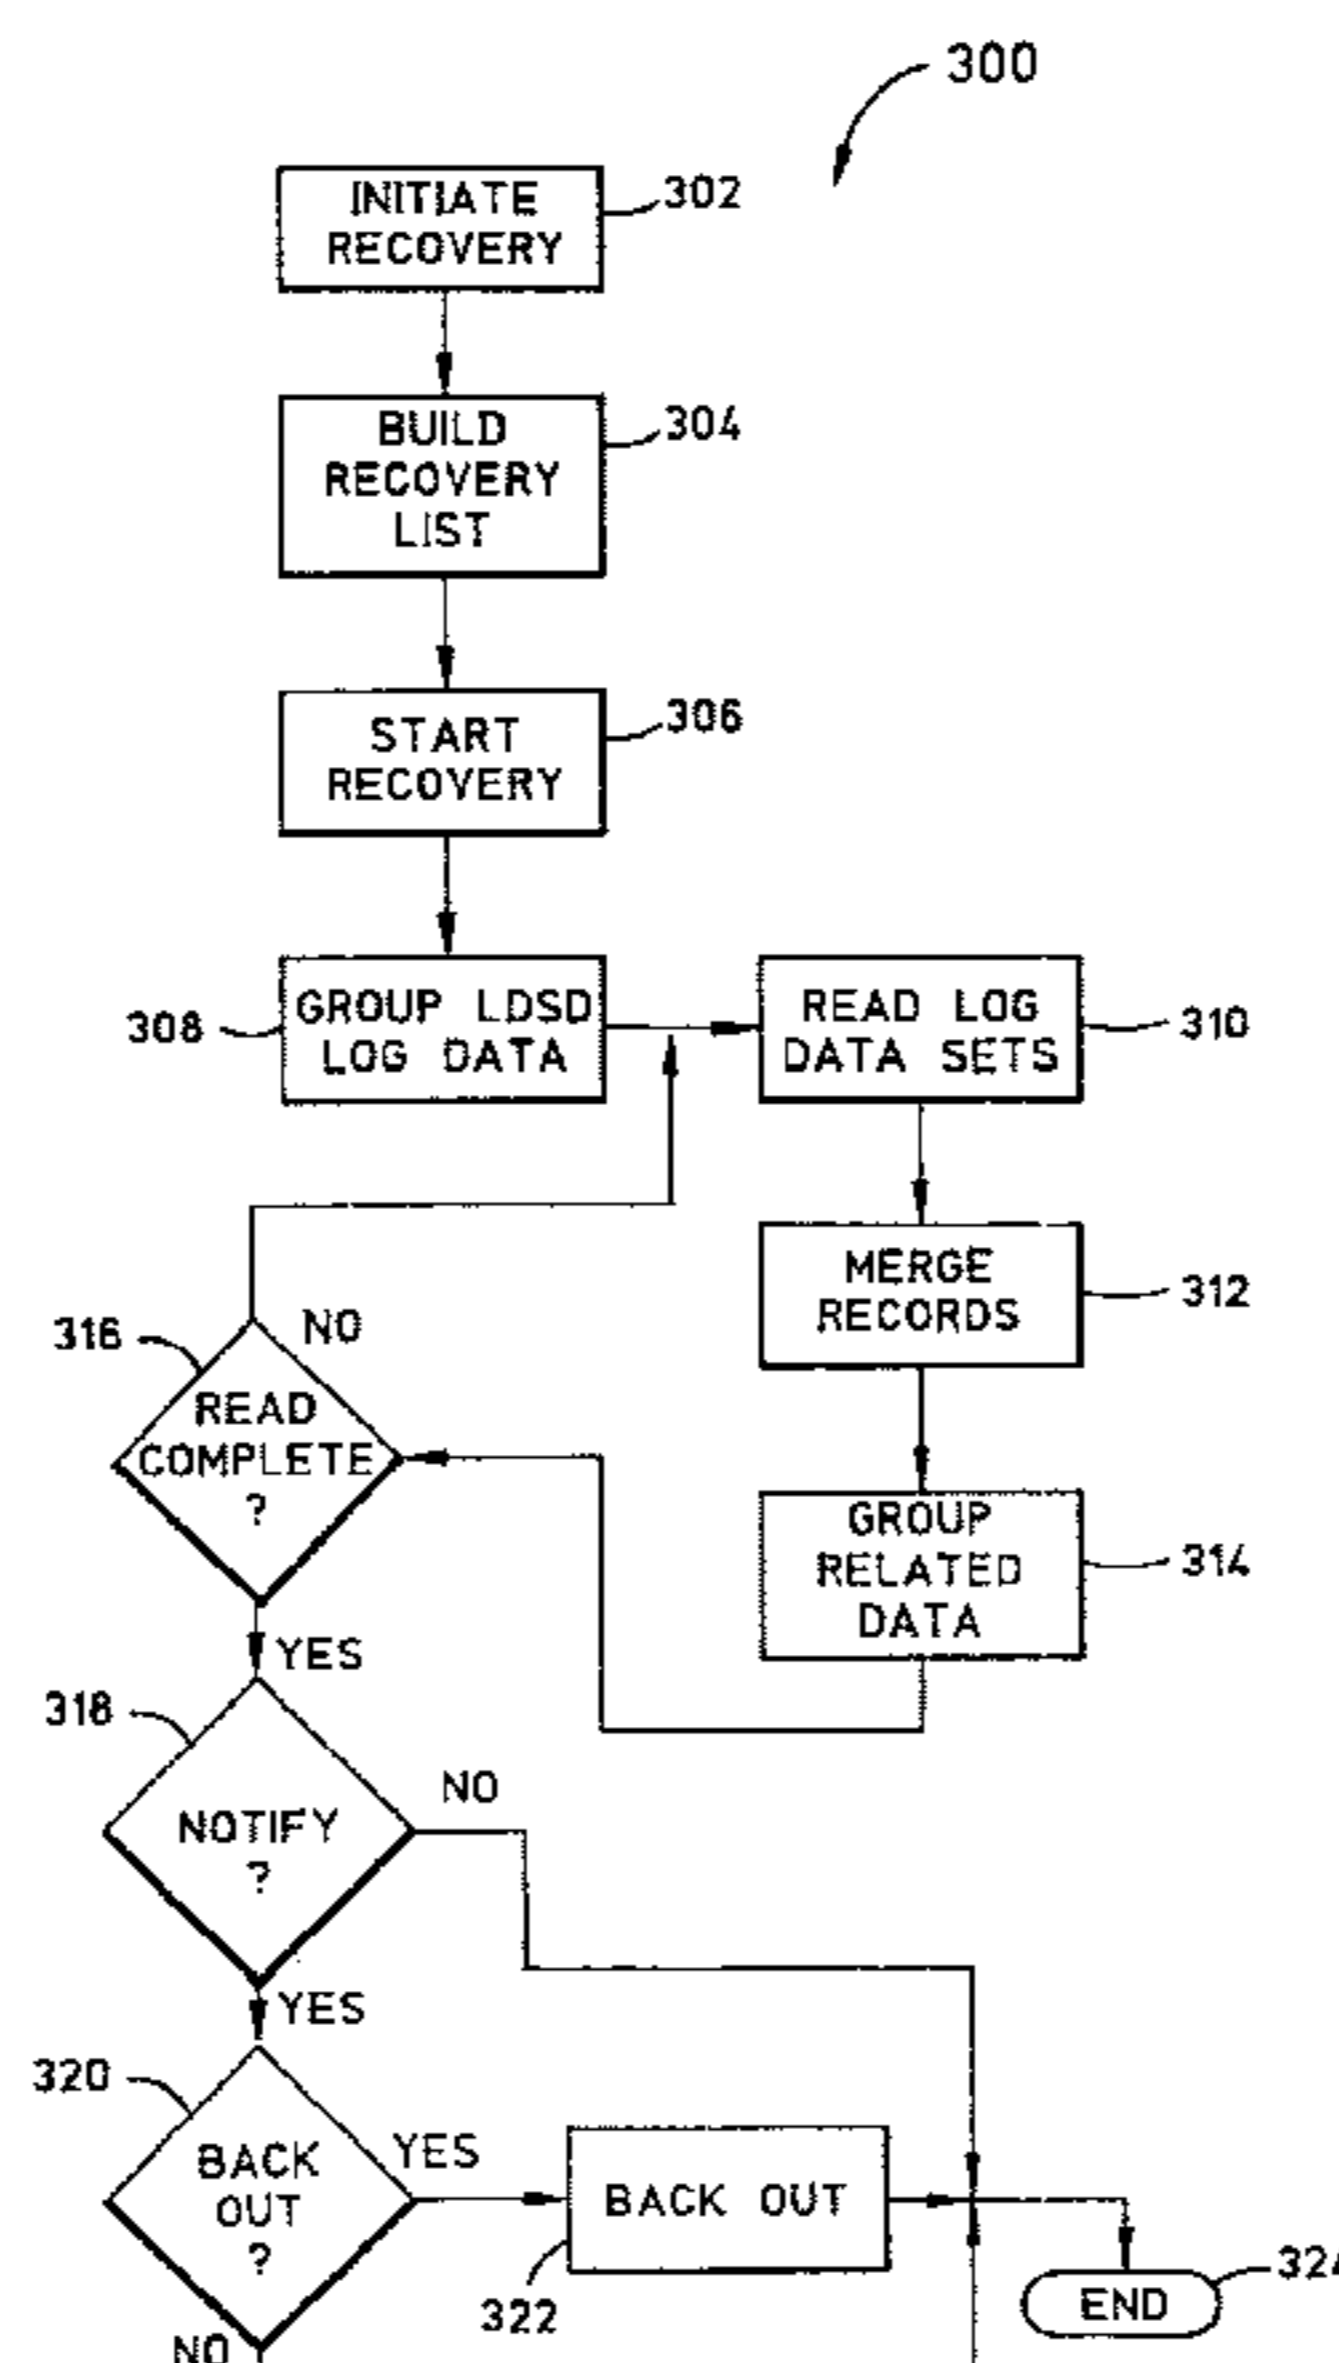 300
INITIATE
RECOVERY
302
BUILD
RECOVERY
LIST
304
START
RECOVERY
306
308
GROUP LDSD
LOG DATA
READ LOG
DATA SETS
310
MERGE
RECORDS
312
316
NO
READ
COMPLETE
?
GROUP
RELATED
DATA
314
YES
318
NOTIFY
?
NO
YES
320
BACK
OUT
?
YES
BACK OUT
322
END
NO